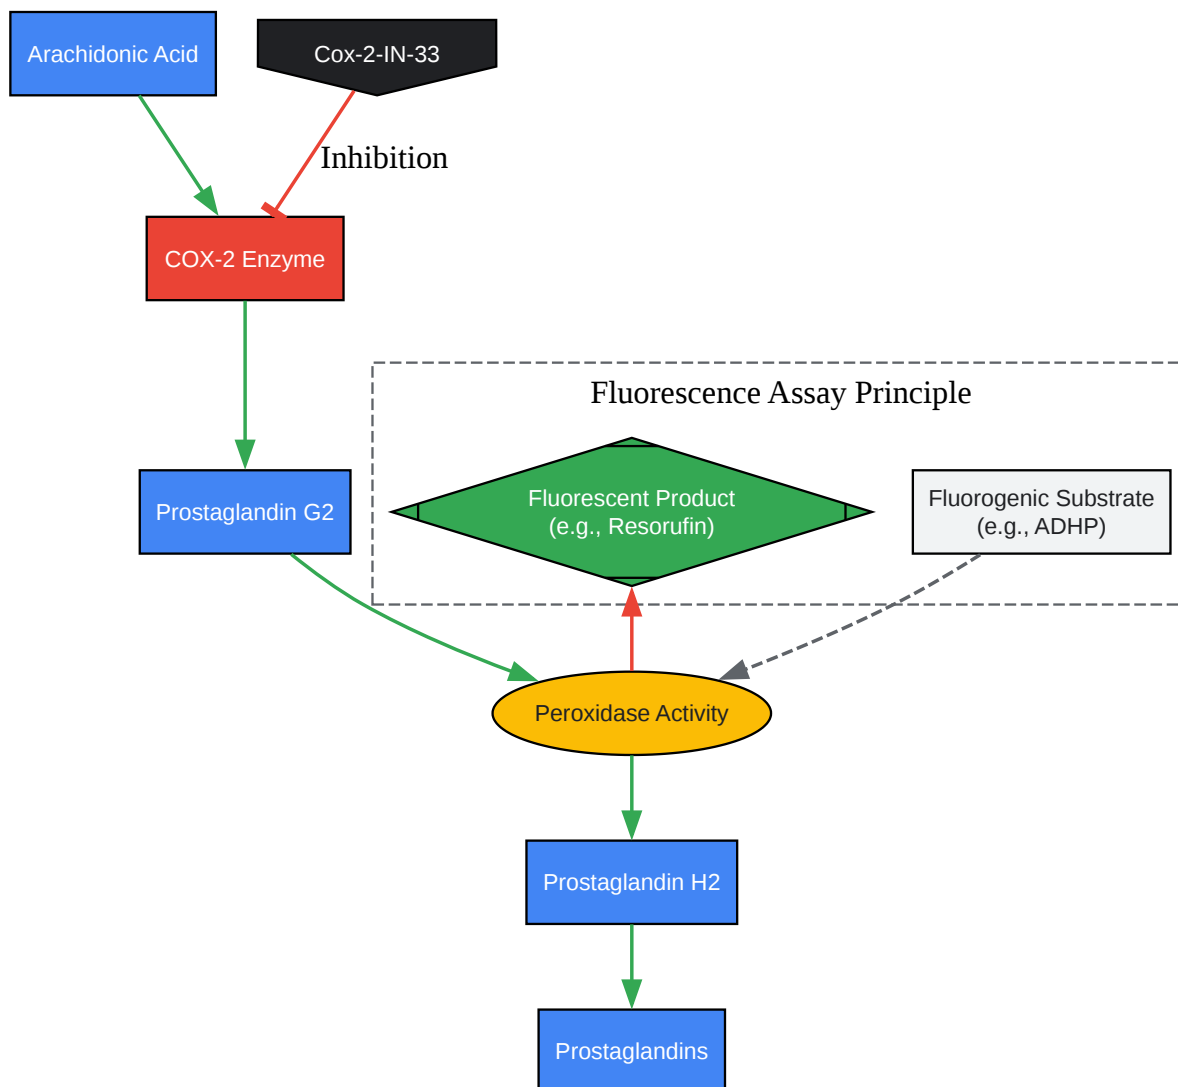 Arachidonic Acid
Cox-2-IN-33
Inhibition
COX-2 Enzyme
Fluorescence Assay Principle
Prostaglandin G2
Fluorescent Product
(e.g., Resorufin)
Fluorogenic Substrate
(e.g., ADHP)
Peroxidase Activity
Prostaglandin H2
Prostaglandins